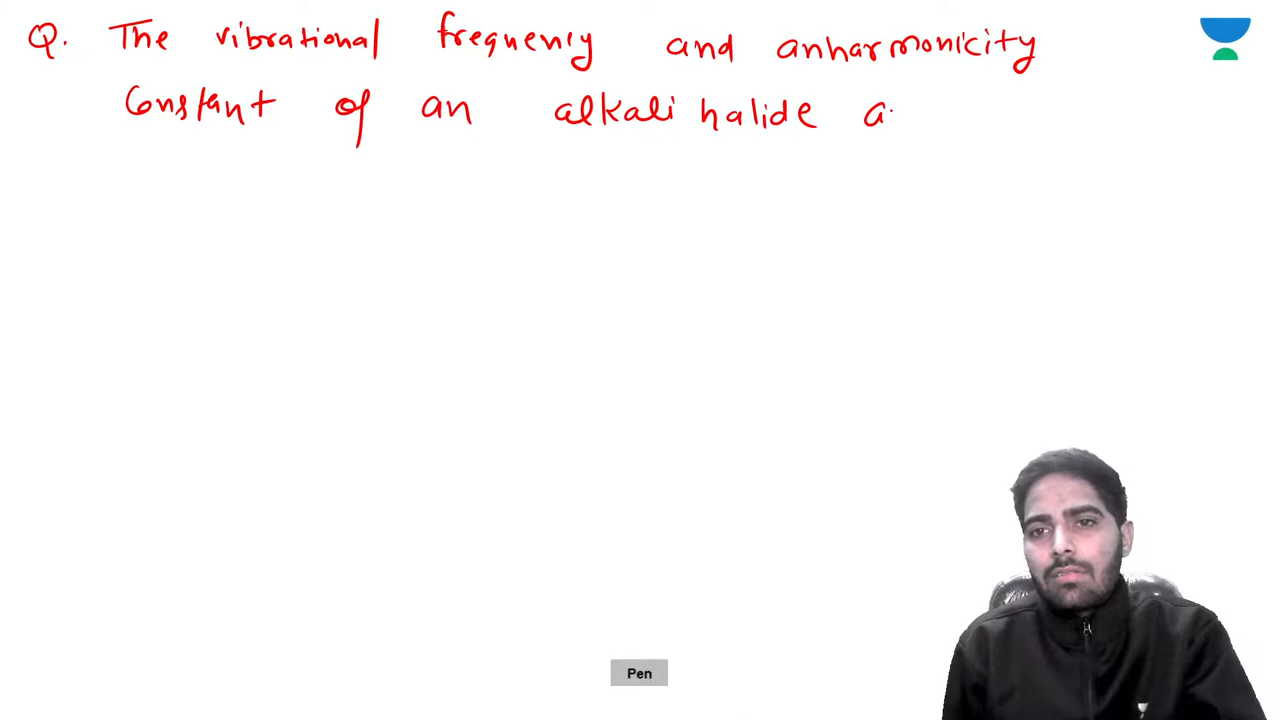 Q. The vibrational frequency and anharmonicity
Constant of an alkali halide a
Pen